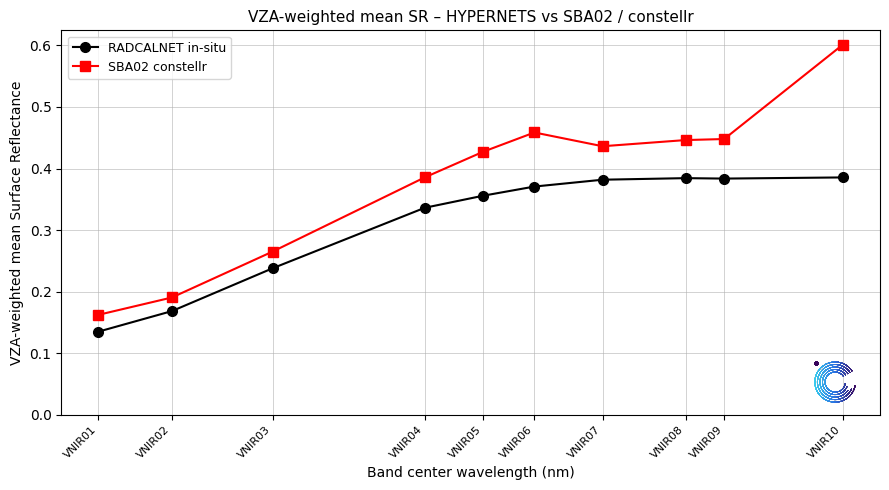 VZA-weighted mean SR – HYPERNETS vs SBA02 / constellr
RADCALNET in-situ
SBA02 constellr
VZA-weighted mean Surface Reflectance
0.6
0.5
0.4
0.3
0.2
0.1
0.0
VNIR01 VNIR02 VNIR03 VNIR04 VNIR05 VNIR06 VNIR07 VNIR08 VNIR09 VNIR10
Band center wavelength (nm)